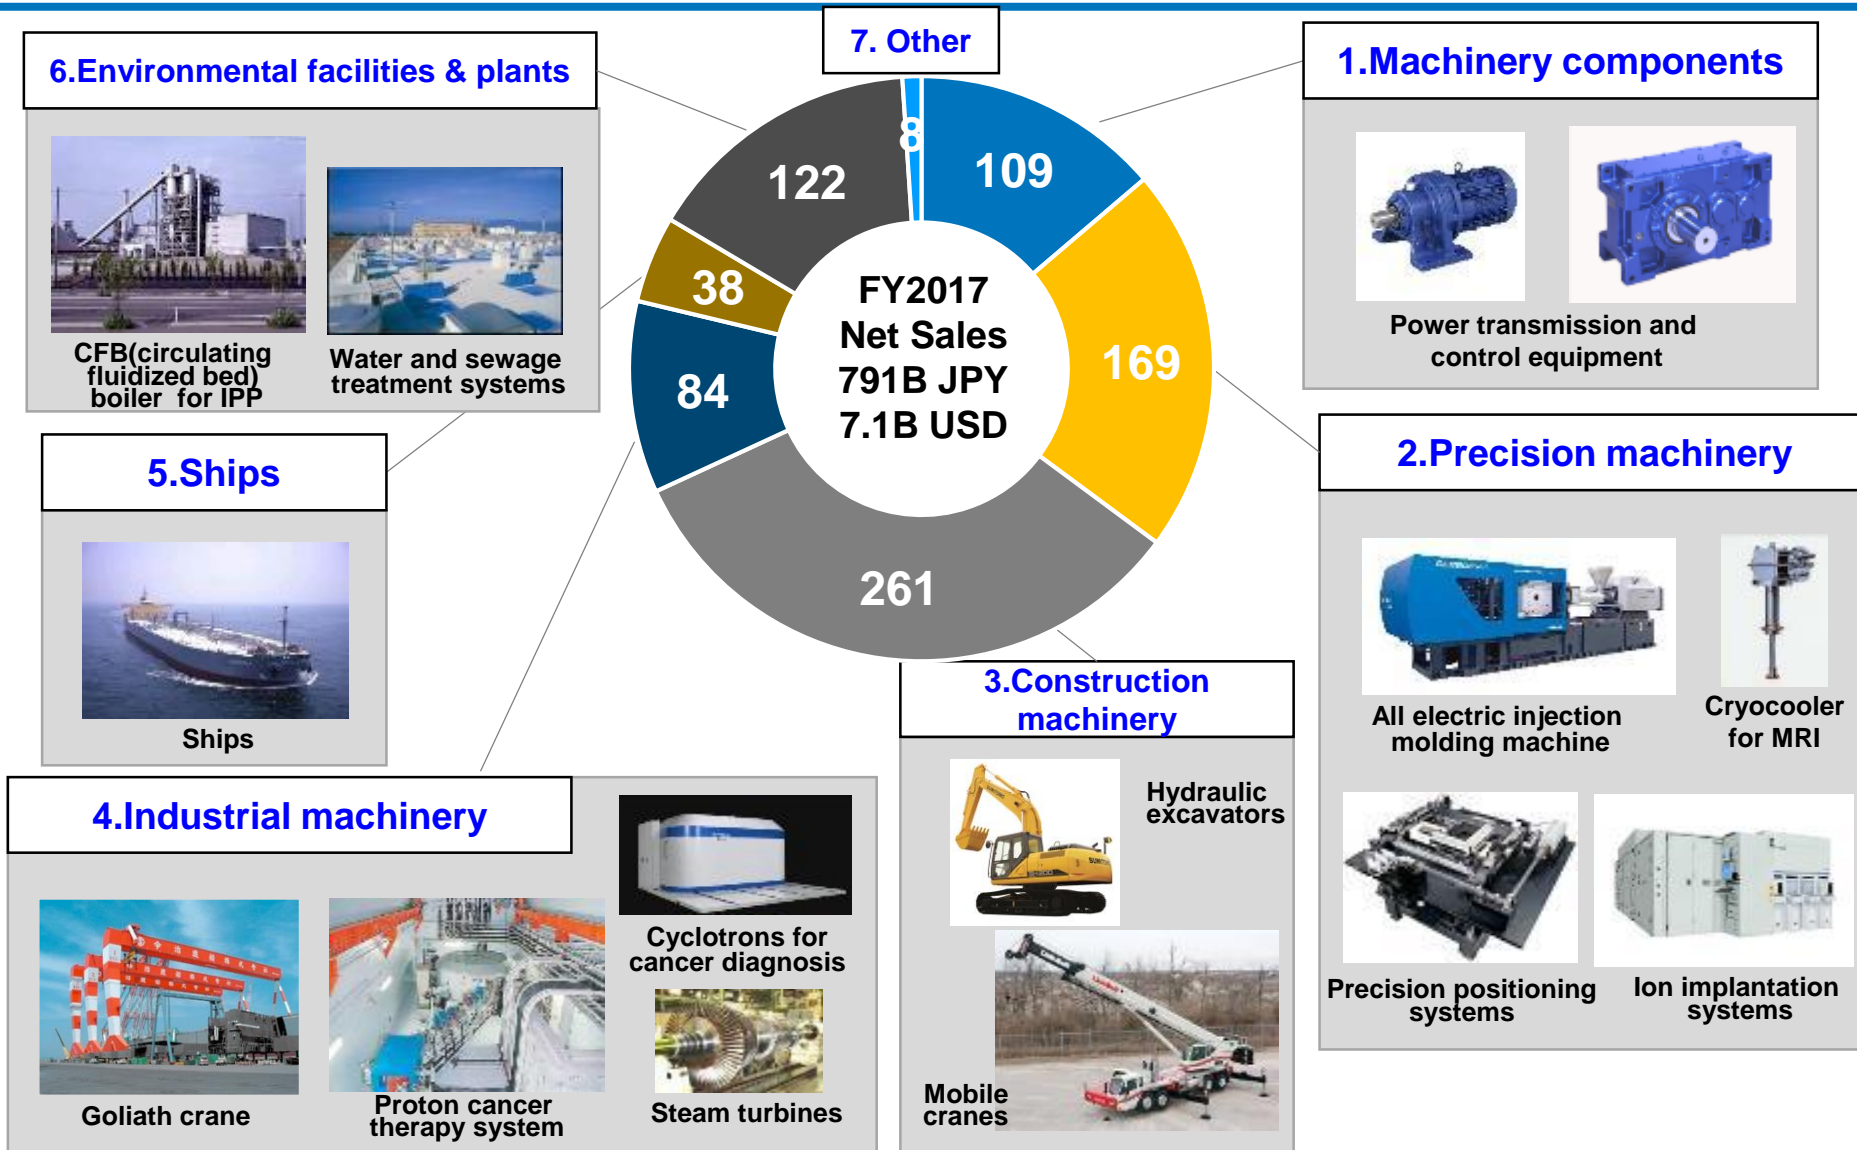 7. Other
6.Environmental facilities & plants
1.Machinery components
CFB(circulating
fluidized bed)
boiler for IPP
Water and sewage
treatment systems
Power transmission and
control equipment
8
109
122
169
38
84
261
FY2017
Net Sales
791B JPY
7.1B USD
5.Ships
Ships
2.Precision machinery
All electric injection
molding machine
Cryocooler
for MRI
Precision positioning
systems
Ion implantation
systems
3.Construction
machinery
Hydraulic
excavators
Mobile
cranes
4.Industrial machinery
Cyclotrons for
cancer diagnosis
Goliath crane
Proton cancer
therapy system
Steam turbines